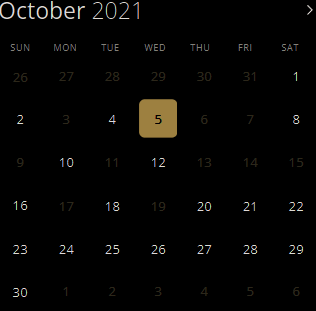 October 2021
SUN MON TUE WED THU FRI SAT
26 27 28 29 30 31 1
2 3 4 5 6 7 8
9 10 11 12 13 14 15
16 17 18 19 20 21 22
23 24 25 26 27 28 29
30 1 2 3 4 5 6